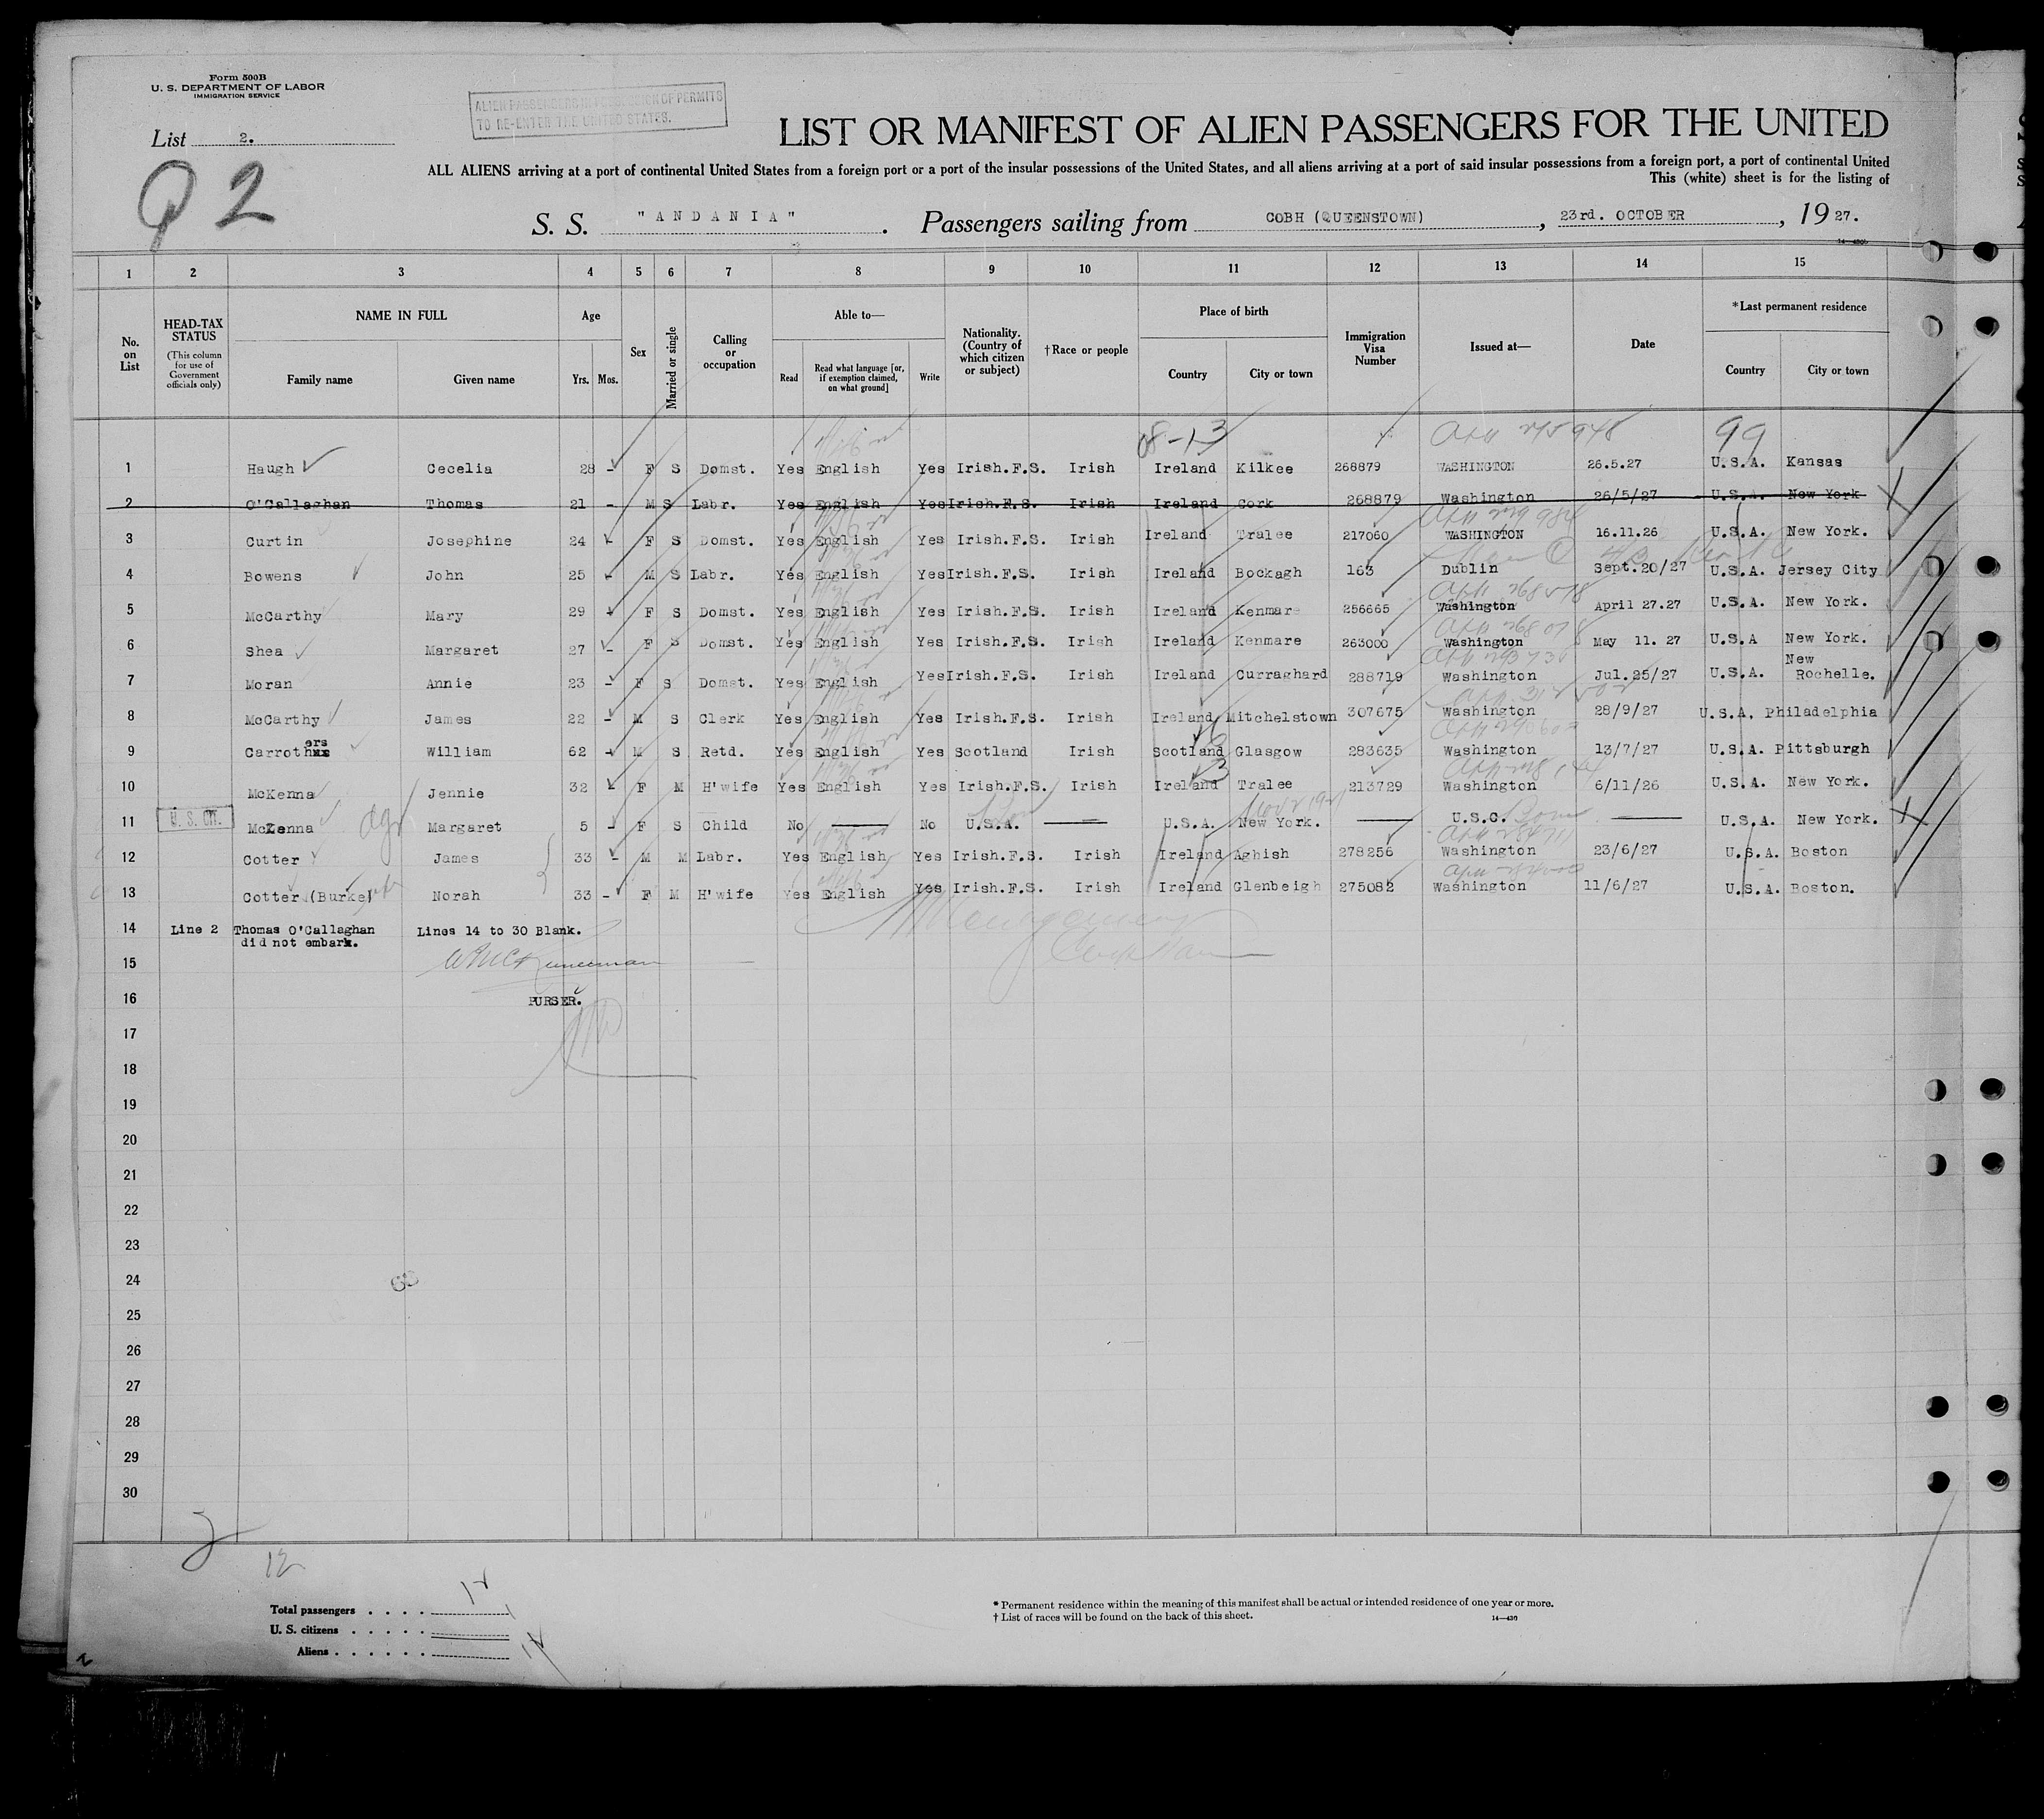 Form 500B
U. S. DEPARTMENT OF LABOR
IMMIGRATION SERVICE
ALIEN PASSENGERS IN POSSESSION OF PERMITS
TO RE-ENTER THE UNITED STATES.
List 2.
Q 2
LIST OR MANIFEST OF ALIEN PASSENGERS FOR THE UNITED
ALL ALIENS arriving at a port of continental United States from a foreign port or a port of the insular possessions of the United States, and all aliens arriving at a port of said insular possessions from a foreign port, a port of continental United
This (white) sheet is for the listing of
S. S. "ANDANIA". Passengers sailing from COBH (QUEENSTOWN), 23rd. OCTOBER, 1927.
14—430b
1 2 3 4 5 6 7 8 9 10 11 12 13 14 15
No. on List
HEAD-TAX STATUS
(This column for use of Government officials only)
NAME IN FULL
Family name Given name
Age
Yrs. Mos.
Sex
Married or single
Calling or occupation
Able to—
Read
Read what language [or, if exemption claimed, on what ground]
Write
Nationality. (Country of which citizen or subject)
†Race or people
Place of birth
Country City or town
Immigration Visa Number
Issued at—
Date
*Last permanent residence
Country City or town
08-13 99
1 Haugh Cecelia 28 - F S Domst. Yes English Yes Irish.F.S. Irish Ireland Kilkee 268879 WASHINGTON 26.5.27 U.S.A. Kansas
2 O'Callaghan Thomas 21 - M S Labr. Yes English Yes Irish.F.S. Irish Ireland Cork 268879 Washington 26/5/27 U.S.A. New York
3 Curtin Josephine 24 - F S Domst. Yes English Yes Irish.F.S. Irish Ireland Tralee 217060 WASHINGTON 16.11.26 U.S.A. New York.
4 Bowens John 25 - M S Labr. Yes English Yes Irish.F.S. Irish Ireland Bockagh 163 Dublin Sept.20/27 U.S.A. Jersey City
5 McCarthy Mary 29 - F S Domst. Yes English Yes Irish.F.S. Irish Ireland Kenmare 256665 Washington April 27.27 U.S.A. New York.
6 Shea Margaret 27 - F S Domst. Yes English Yes Irish.F.S. Irish Ireland Kenmare 263000 Washington May 11. 27 U.S.A New York.
7 Moran Annie 23 - F S Domst. Yes English Yes Irish.F.S. Irish Ireland Curraghard 288719 Washington Jul.25/27 U.S.A. New Rochelle.
8 McCarthy James 22 - M S Clerk Yes English Yes Irish.F.S. Irish Ireland Mitchelstown 307675 Washington 28/9/27 U.S.A. Philadelphia
9 Carrothers William 62 - M S Retd. Yes English Yes Scotland Irish Scotland Glasgow 283635 Washington 13/7/27 U.S.A. Pittsburgh
10 McKenna Jennie 32 F M H'wife Yes English Yes Irish.F.S. Irish Ireland Tralee 213729 Washington 6/11/26 U.S.A. New York.
11 U. S. CIT. McKenna Margaret 5 - F S Child No — No U.S.A. — U.S.A. New York. — U.S.C. — U.S.A. New York.
12 Cotter James 33 - M M Labr. Yes English Yes Irish.F.S. Irish Ireland Aghish 278256 Washington 23/6/27 U.S.A. Boston
13 Cotter (Burke) Norah 33 - F M H'wife Yes English Yes Irish.F.S. Irish Ireland Glenbeigh 275082 Washington 11/6/27 U.S.A. Boston.
14 Line 2 Thomas O'Callaghan did not embark. Lines 14 to 30 Blank.
15
16 PURSER.
17
18
19
20
21
22
23
24
25
26
27
28
29
30
12
Total passengers . . . .
U. S. citizens . . . . .
Aliens . . . . . .
* Permanent residence within the meaning of this manifest shall be actual or intended residence of one year or more.
† List of races will be found on the back of this sheet.
14—430